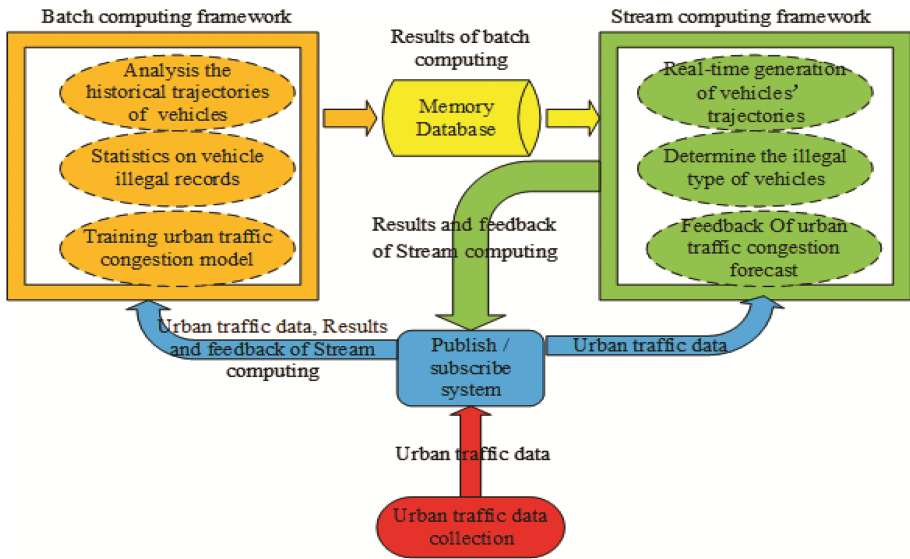 Batch computing framework
Stream computing framework
Results of batch
computing
Analysis the
historical trajectories
of vehicles
Statistics on vehicle
illegal records
Training urban traffic
congestion model
Memory
Database
Real-time generation
of vehicles’
trajectories
Determine the illegal
type of vehicles
Feedback Of urban
traffic congestion
forecast
Results and feedback
of Stream computing
Urban traffic data, Results
and feedback of Stream
computing
Publish /
subscribe
system
Urban traffic data
Urban traffic data
Urban traffic data
collection